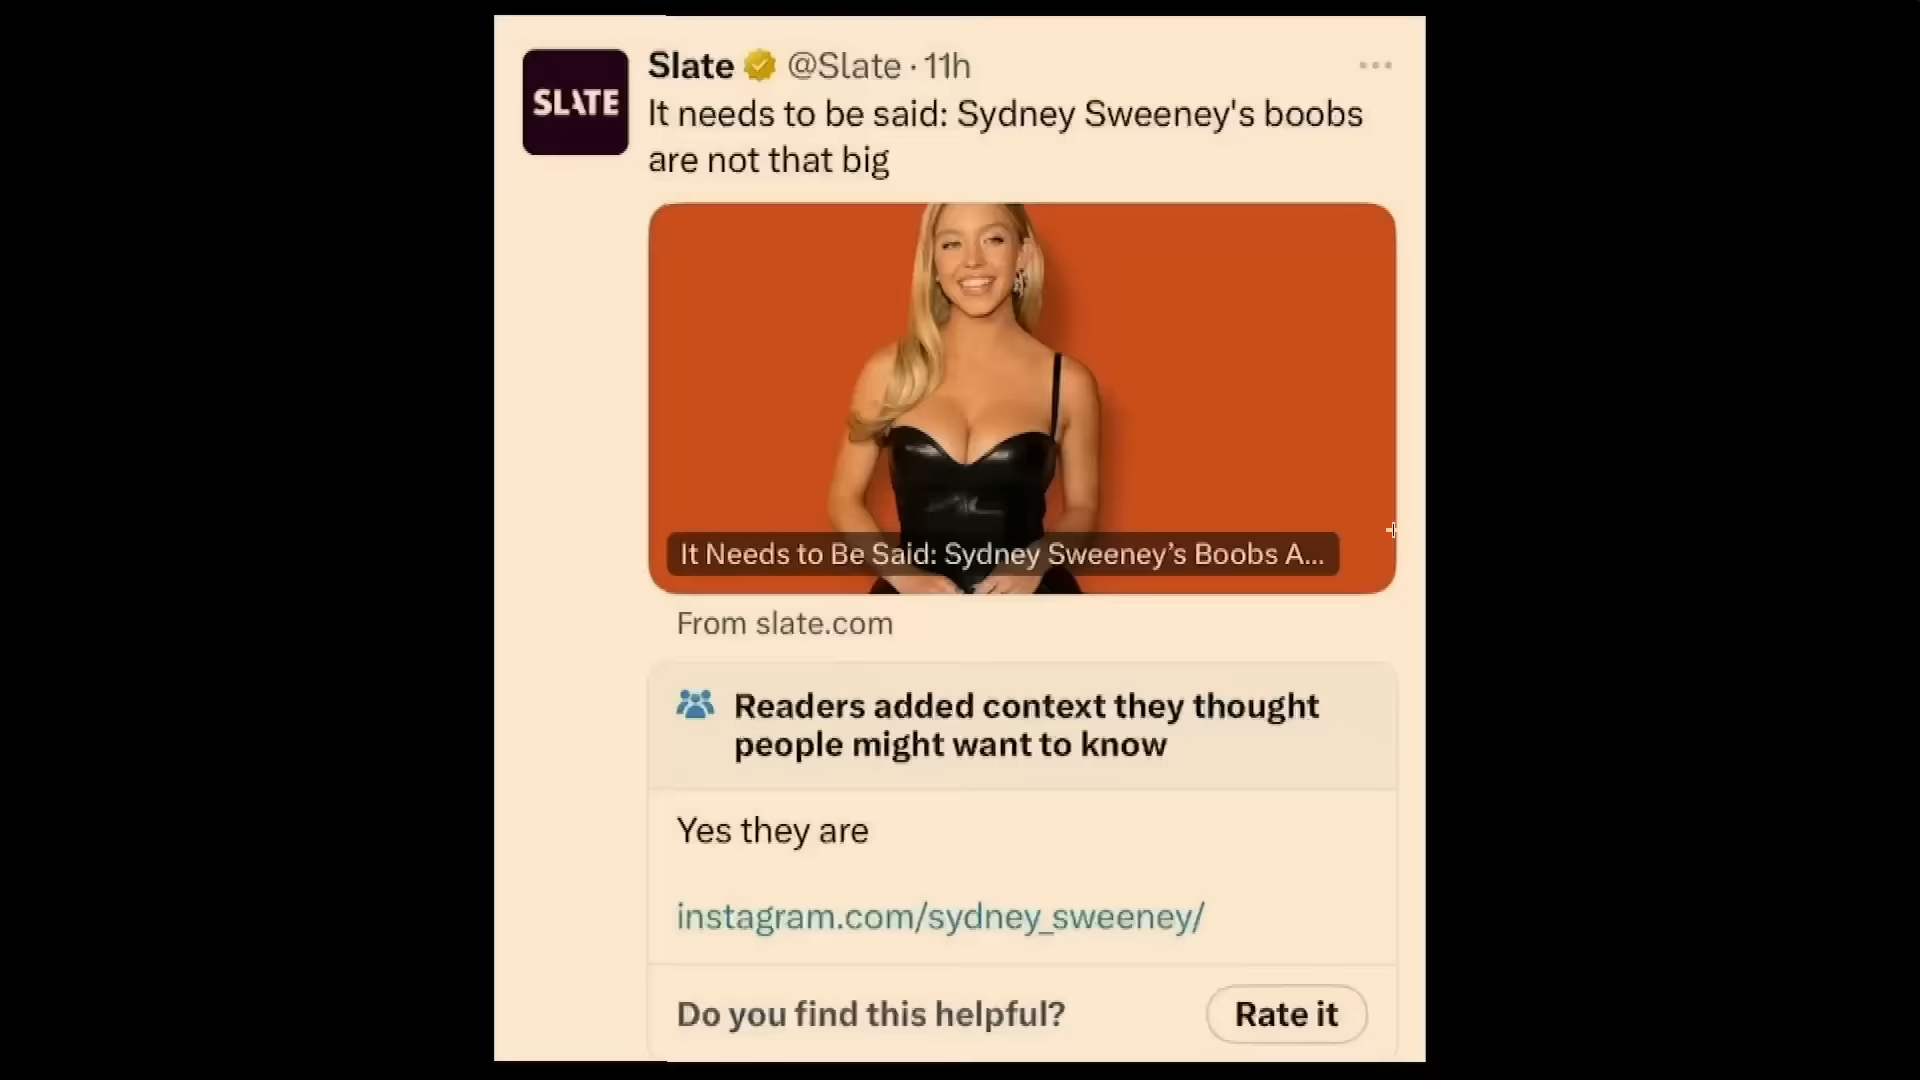 SLATE
Slate @Slate · 11h
It needs to be said: Sydney Sweeney's boobs
are not that big
It Needs to Be Said: Sydney Sweeney’s Boobs A...
From slate.com
Readers added context they thought
people might want to know
Yes they are
instagram.com/sydney_sweeney/
Do you find this helpful?
Rate it